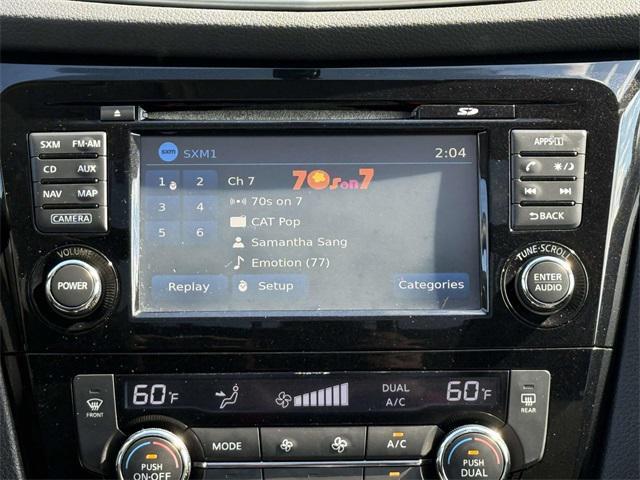 SXM FM·AM
CD AUX
NAV MAP
CAMERA
VOLUME
POWER
sxm SXM1 2:04
1 2
3 4
5 6
Ch 7
70s on 7
70s on 7
CAT Pop
Samantha Sang
Emotion (77)
Replay Setup Categories
APPS
BACK
TUNE·SCROLL
ENTER
AUDIO
60°F DUAL A/C 60°F
FRONT
REAR
MODE
A/C
PUSH
ON·OFF
PUSH
DUAL